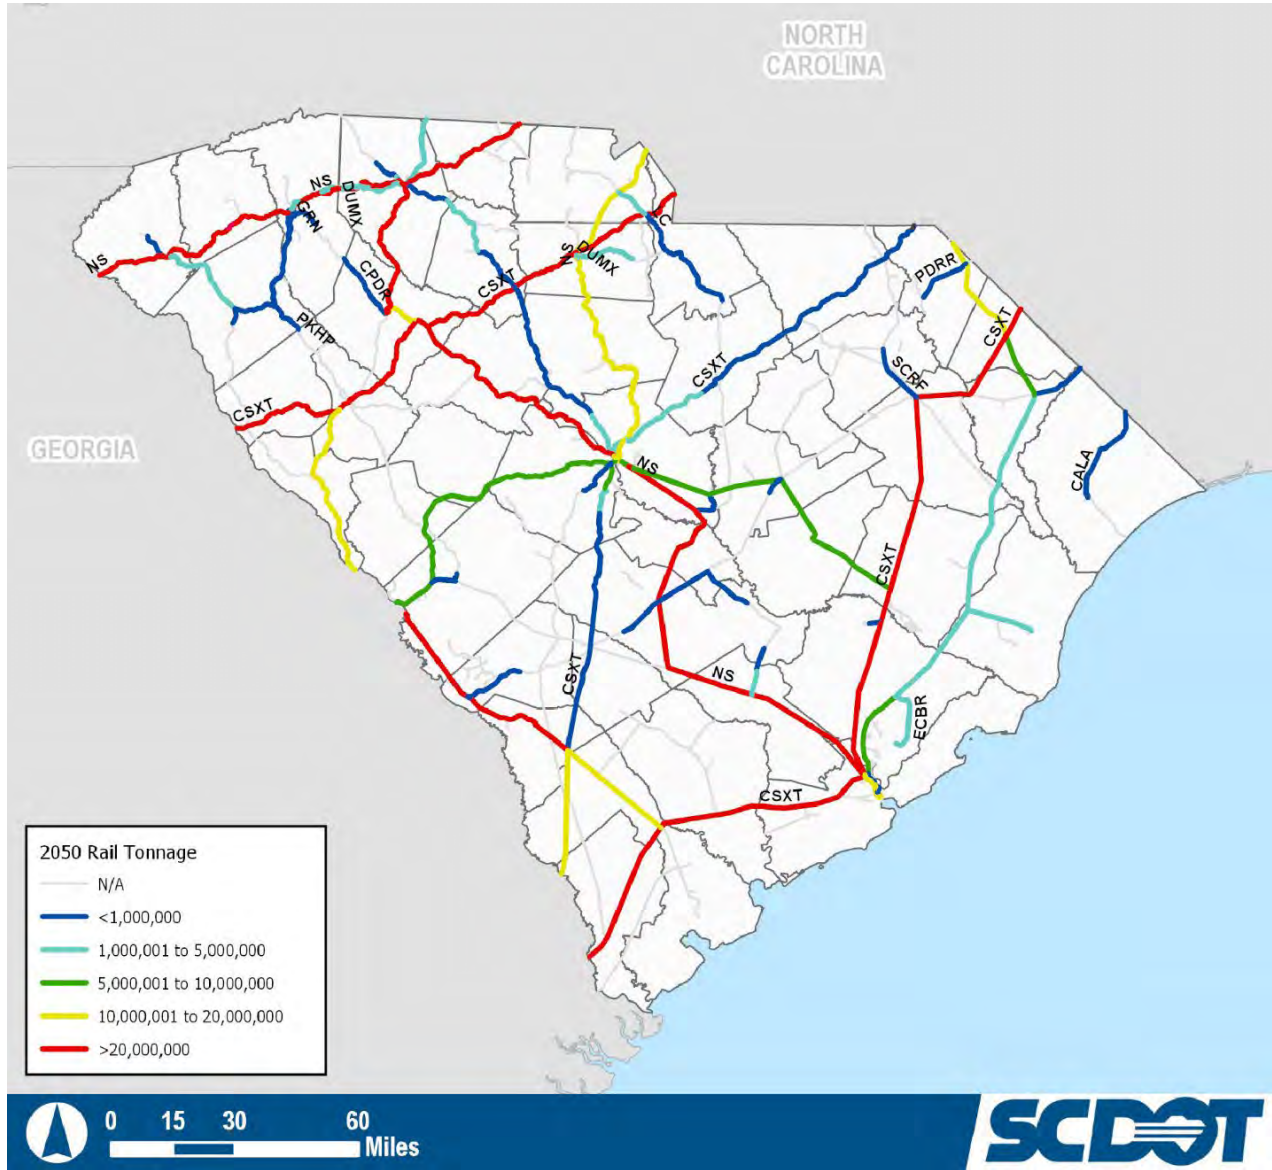 NORTH
CAROLINA
NS
DUMX
GRN
LC
NS
DUMX
NS
PDRR
CPDR
CSXT
CSXT
PKHP
CSXT
SCRF
CSXT
GEORGIA
NS
CALA
CSXT
CSXT
NS
ECBR
CSXT
2050 Rail Tonnage
N/A
<1,000,000
1,000,001 to 5,000,000
5,000,001 to 10,000,000
10,000,001 to 20,000,000
>20,000,000
0 15 30 60
Miles
SCDOT